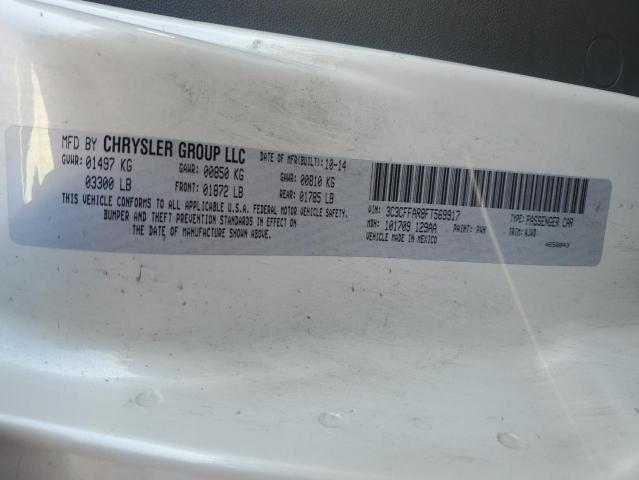 MFD BY CHRYSLER GROUP LLC DATE OF MFR(BUILT): 10-14
GVWR: 01497 KG GAWR: 00850 KG GAWR: 00810 KG
03300 LB FRONT: 01872 LB REAR: 01785 LB
THIS VEHICLE CONFORMS TO ALL APPLICABLE U.S.A. FEDERAL MOTOR VEHICLE SAFETY,
BUMPER AND THEFT PREVENTION STANDARDS IN EFFECT ON
THE DATE OF MANUFACTURE SHOWN ABOVE.
VIN: 3C3CFFAR8FT569917 TYPE: PASSENGER CAR
MDH: 101709 129AA PAINT: PWH TRIM: AJX0
VEHICLE MADE IN MEXICO